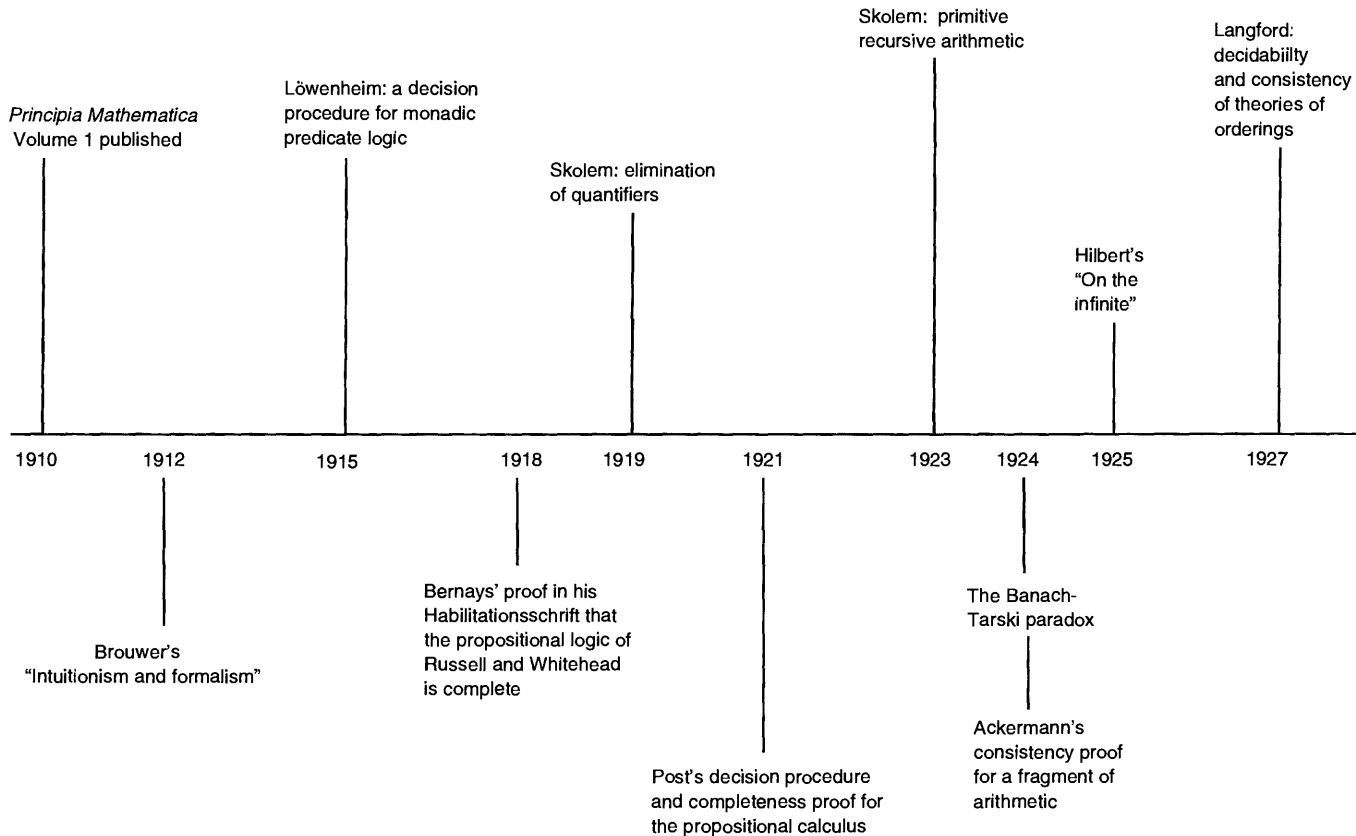 Skolem: primitive
recursive arithmetic
Langford:
decidabiilty
and consistency
of theories of
orderings
Principia Mathematica
Volume 1 published
Löwenheim: a decision
procedure for monadic
predicate logic
Skolem: elimination
of quantifiers
Hilbert's
“On the
infinite”
1910 1912 1915 1918 1919 1921 1923 1924 1925 1927
Brouwer's
“Intuitionism and formalism”
Bernays' proof in his
Habilitationsschrift that
the propositional logic of
Russell and Whitehead
is complete
The Banach-
Tarski paradox
Ackermann's
consistency proof
for a fragment of
arithmetic
Post's decision procedure
and completeness proof for
the propositional calculus